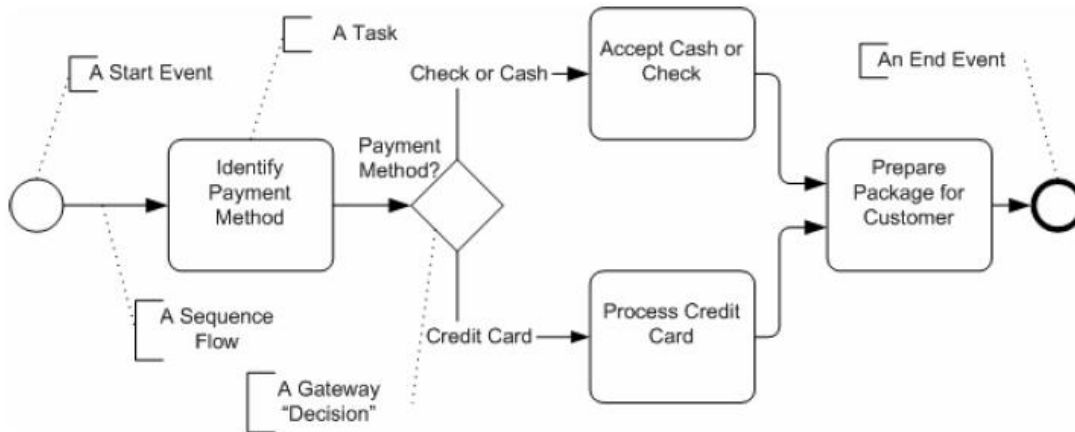 A Start Event
A Task
Check or Cash
Accept Cash or
Check
An End Event
Identify
Payment
Method
Payment
Method?
Prepare
Package for
Customer
A Sequence
Flow
Credit Card
Process Credit
Card
A Gateway
“Decision”